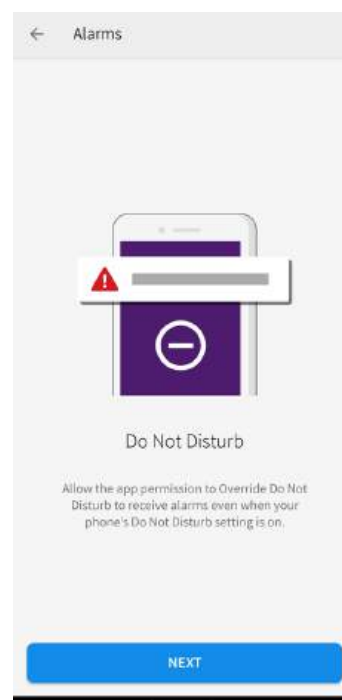 Alarms
Do Not Disturb
Allow the app permission to Override Do Not
Disturb to receive alarms even when your
phone's Do Not Disturb setting is on.
NEXT